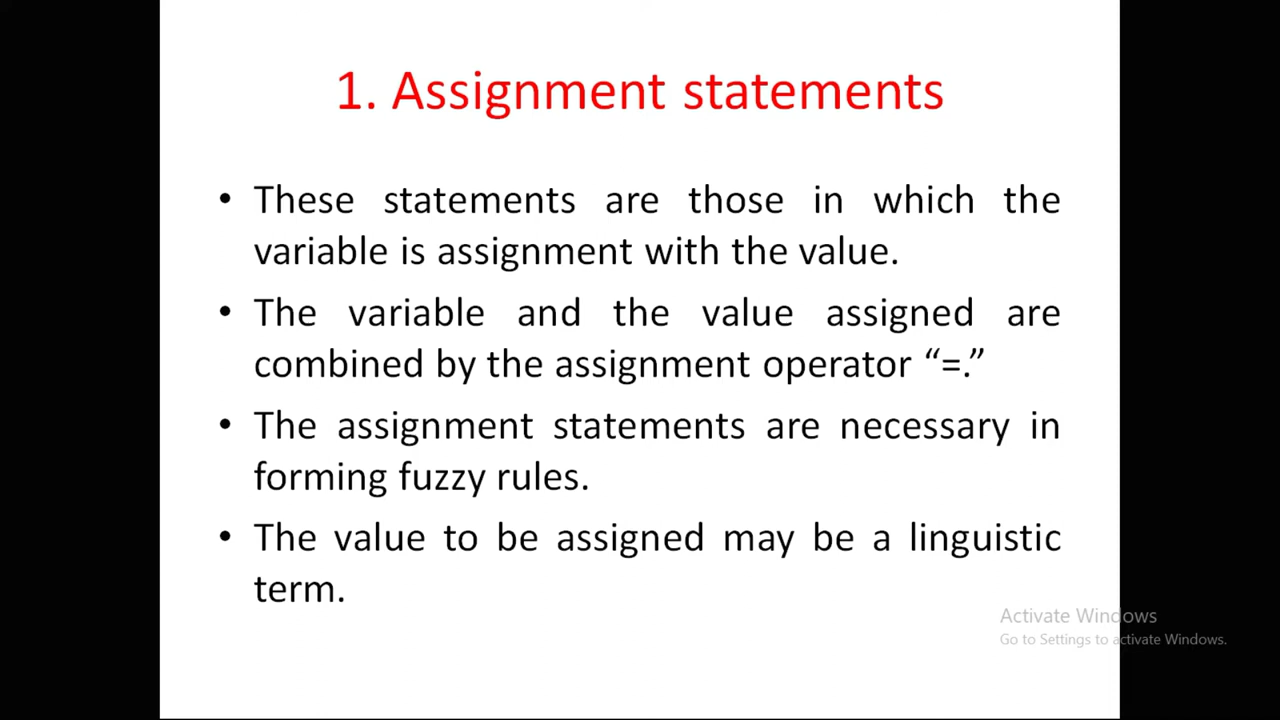 1. Assignment statements
• These statements are those in which the
variable is assignment with the value.
• The variable and the value assigned are
combined by the assignment operator “=.”
• The assignment statements are necessary in
forming fuzzy rules.
• The value to be assigned may be a linguistic
term.
Activate Windows
Go to Settings to activate Windows.